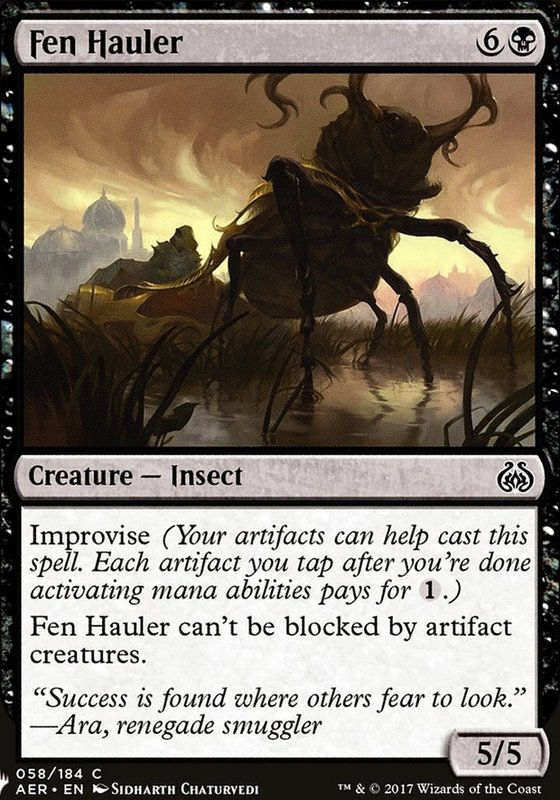 Fen Hauler 6
Creature — Insect
Improvise (Your artifacts can help cast this
spell. Each artifact you tap after you're done
activating mana abilities pays for 1.)
Fen Hauler can't be blocked by artifact
creatures.
"Success is found where others fear to look."
—Ara, renegade smuggler
5/5
058/184 C
AER • EN Sidharth Chaturvedi
™ & © 2017 Wizards of the Coast